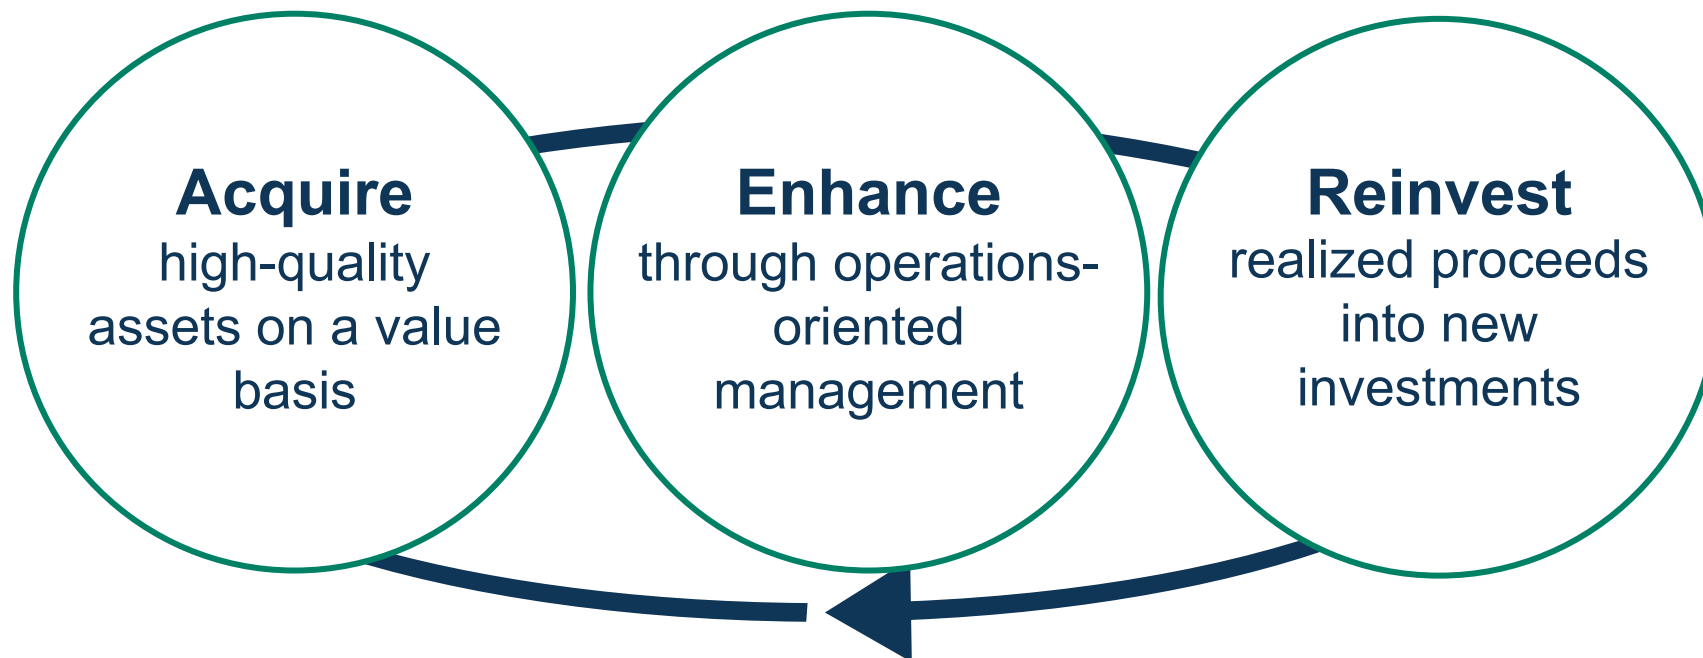 Acquire
high-quality
assets on a value
basis
Enhance
through operations-
oriented
management
Reinvest
realized proceeds
into new
investments